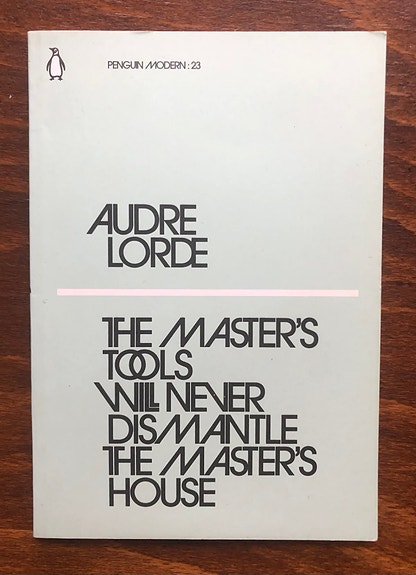 PENGUIN MODERN : 23
AUDRE
LORDE
THE MASTER'S
TOOLS
WILL NEVER
DISMANTLE
THE MASTER'S
HOUSE